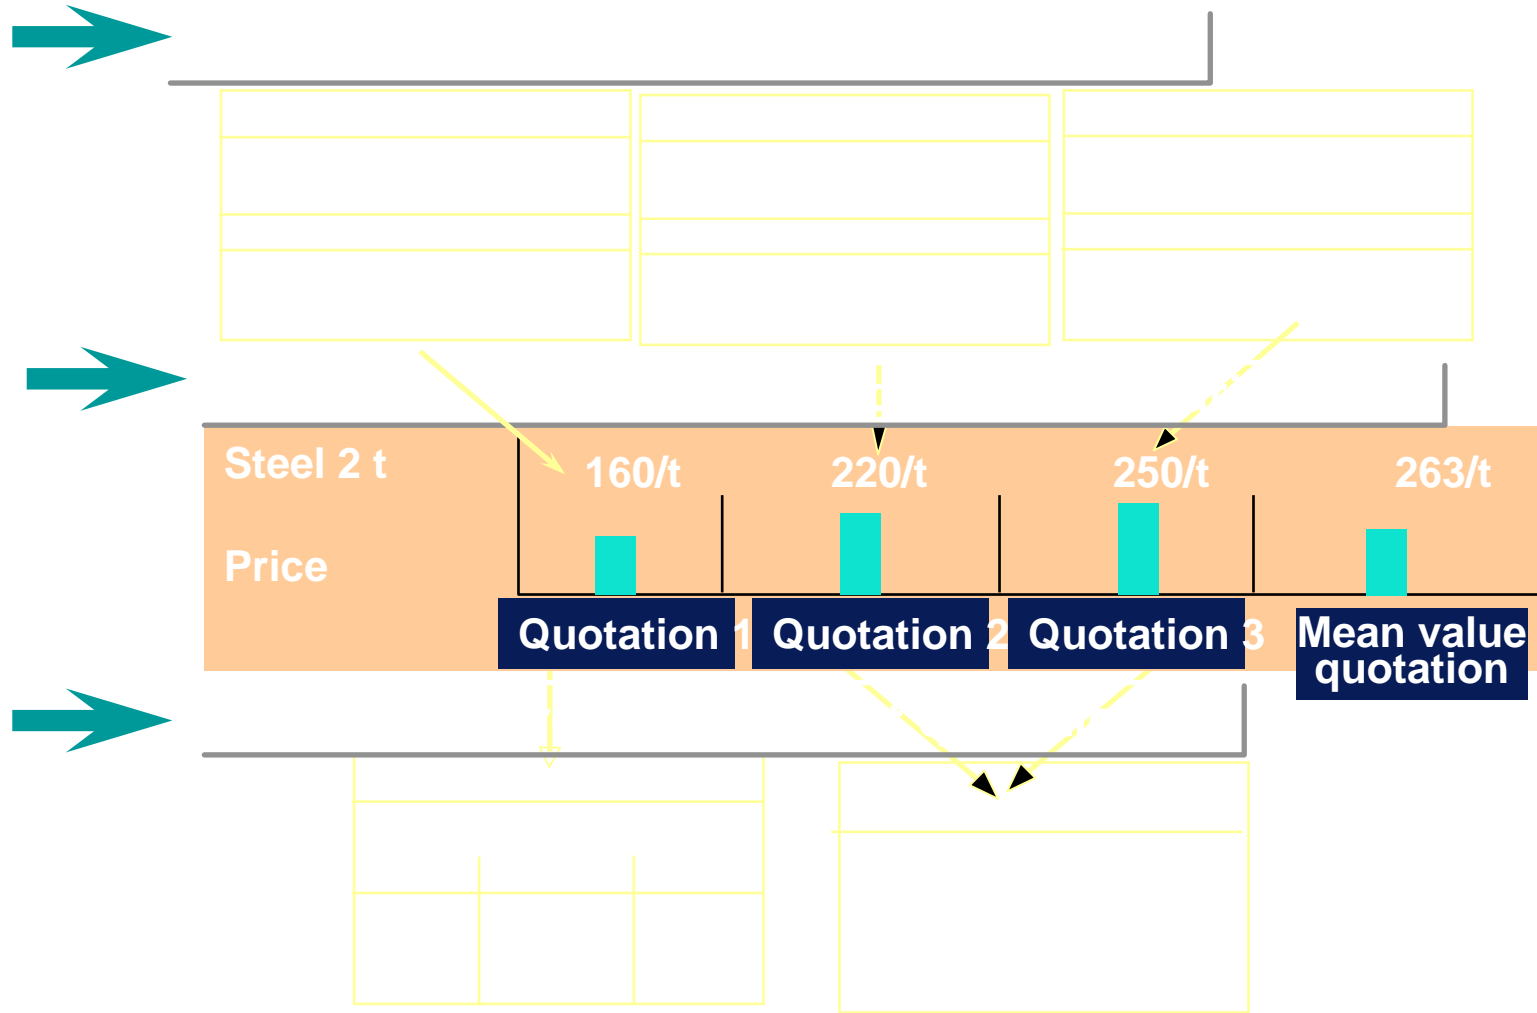 Steel 2 t
160/t
220/t
250/t
263/t
Price
Quotation 1
Quotation 2
Quotation 3
Mean value
quotation